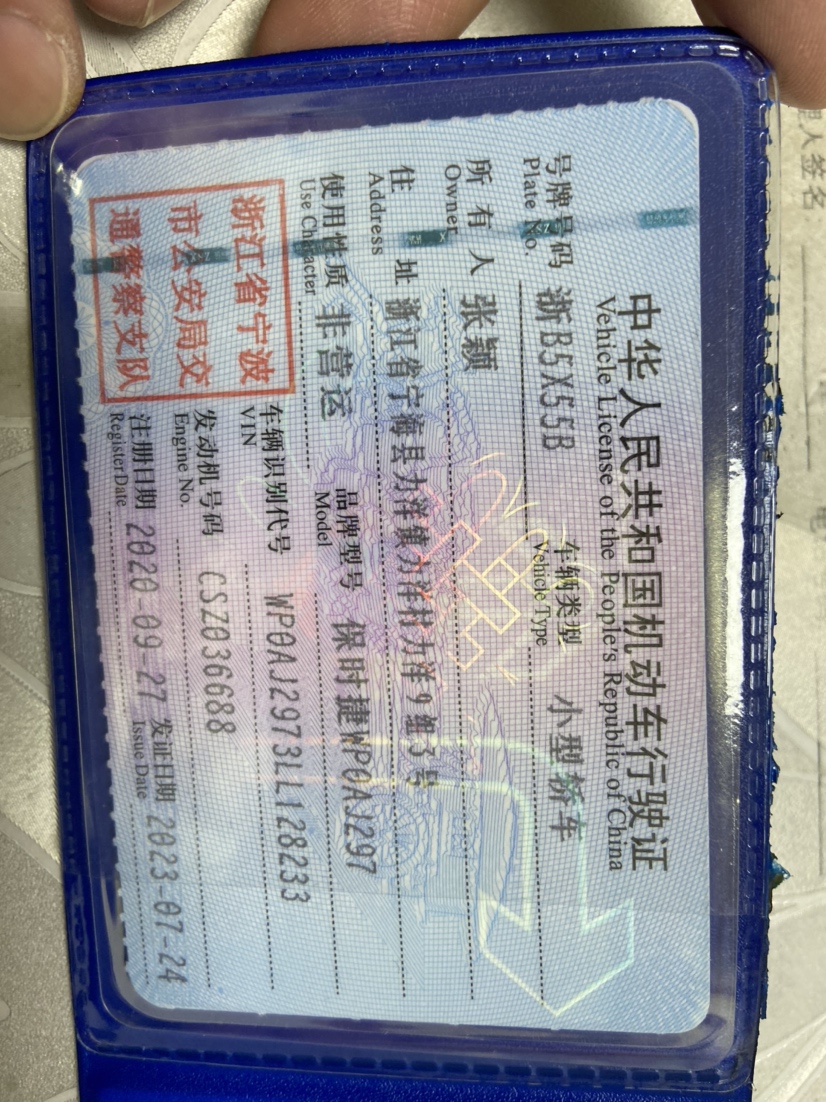 中华人民共和国机动车行驶证
Vehicle License of the People's Republic of China
号牌号码 浙B5X55B 车辆类型 小型轿车
Plate No. Vehicle Type
所有人 张颖
Owner
住址 浙江省宁海县力洋镇力洋村力洋9组3号
Address
使用性质 非营运 品牌型号 保时捷WP0AJ297
Use Character Model
浙江省宁波
市公安局交
通警察支队
车辆识别代号 WP0AJ2973LL128233
VIN
发动机号码 CSZ036688
Engine No.
注册日期 2020-09-27 发证日期 2023-07-24
Register Date Issue Date
人签名